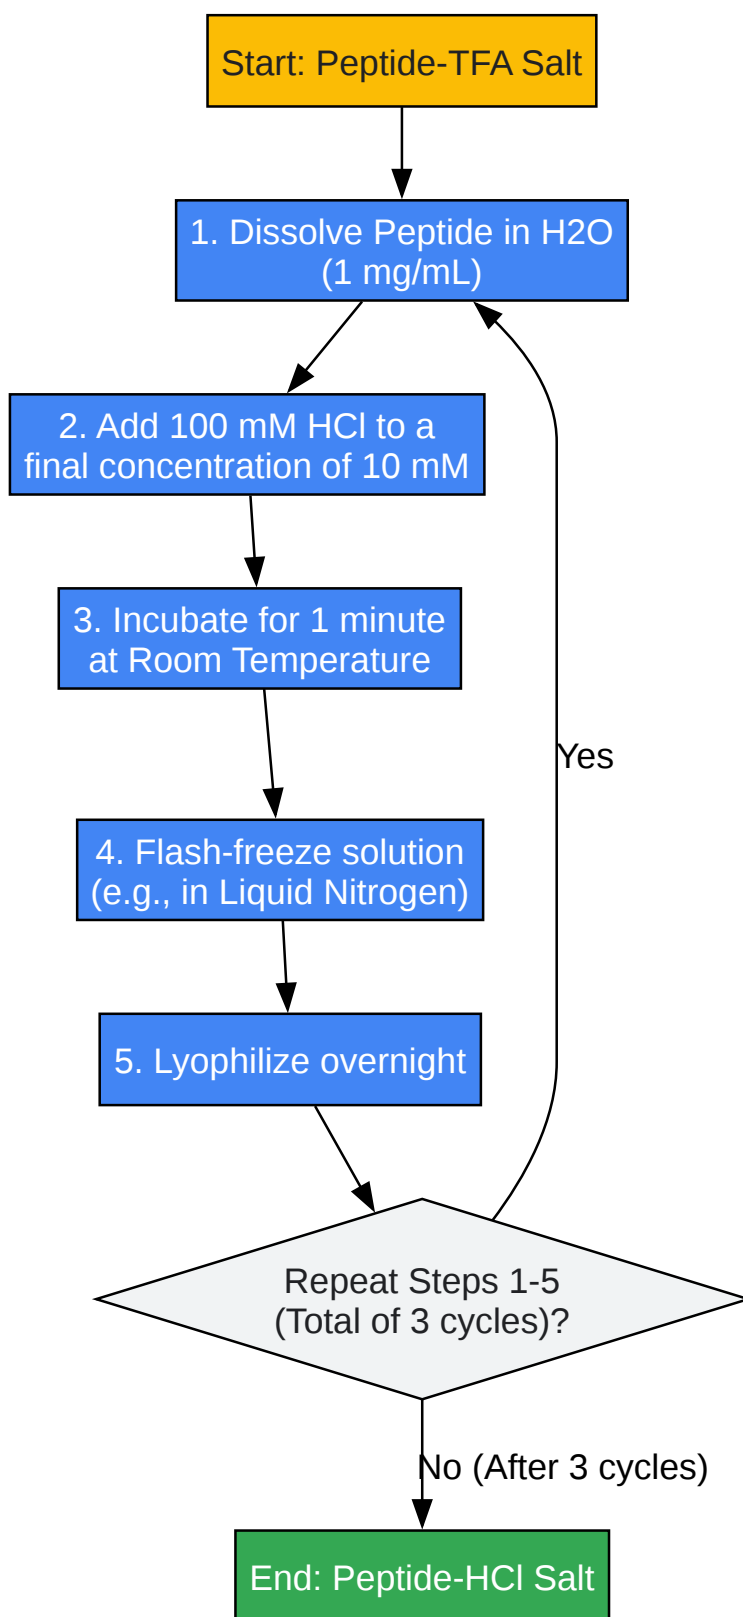 Start: Peptide-TFA Salt
1. Dissolve Peptide in H2O
(1 mg/mL)
2. Add 100 mM HCl to a
final concentration of 10 mM
3. Incubate for 1 minute
at Room Temperature
Yes
4. Flash-freeze solution
(e.g., in Liquid Nitrogen)
5. Lyophilize overnight
Repeat Steps 1-5
(Total of 3 cycles)?
No (After 3 cycles)
End: Peptide-HCl Salt